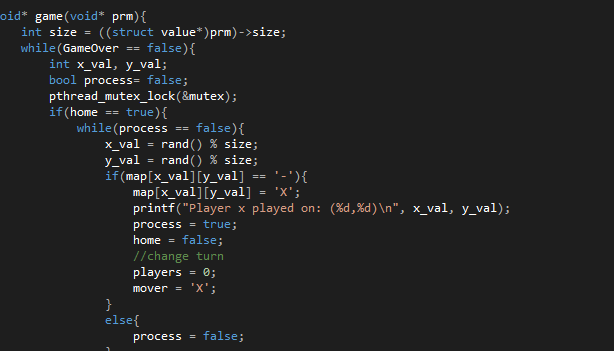 oid* game(void* prm){
int size = ((struct value*)prm)->size;
while(GameOver == false){
int x_val, y_val;
bool process= false;
pthread_mutex_lock(&mutex);
if(home == true){
while(process == false){
x_val = rand() % size;
y_val = rand() % size;
if(map[x_val][y_val] == '-'){
map[x_val][y_val] = 'X';
printf("Player x played on: (%d,%d)\n", x_val, y_val);
process = true;
home = false;
//change turn
players = 0;
mover = 'X';
}
else{
process = false;
}